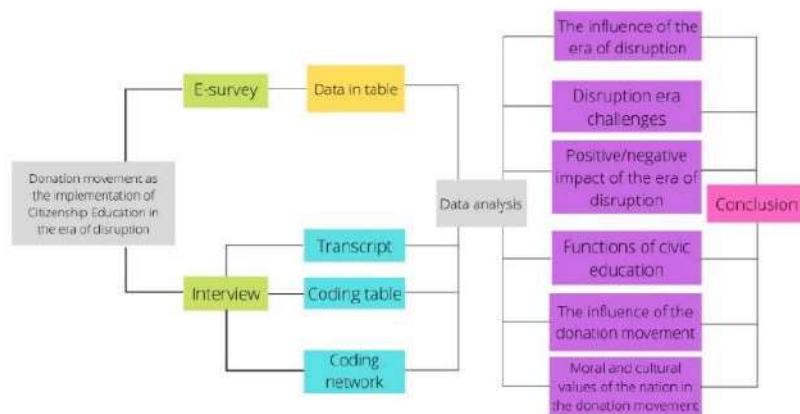 Donation movement as
the implementation of
Citizenship Education in
the era of disruption
E-survey
Interview
Data in table
Transcript
Coding table
Coding
network
Data analysis
The influence of the
era of disruption
Disruption era
challenges
Positive/negative
impact of the era of
disruption
Functions of civic
education
The influence of the
donation movement
Moral and cultural
values of the nation in
the donation movement
Conclusion